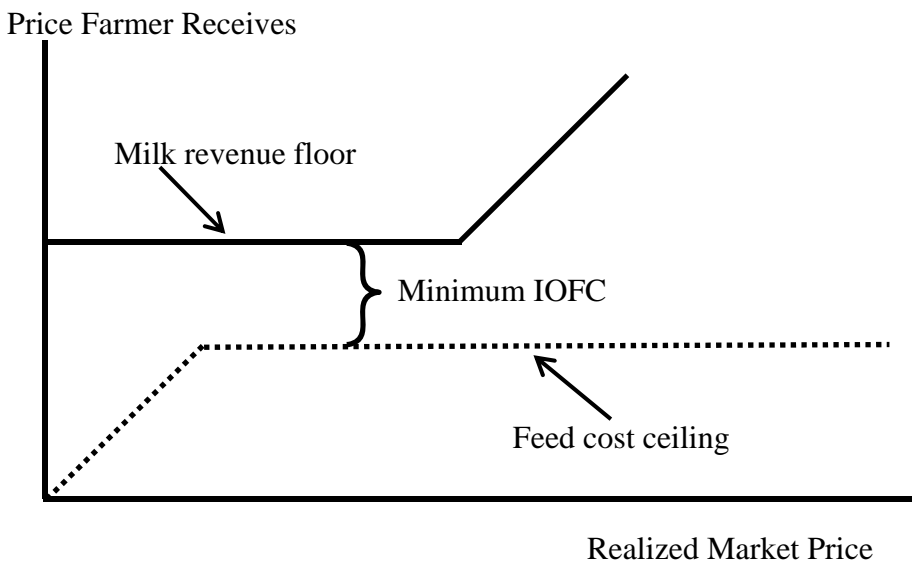 Price Farmer Receives
Milk revenue floor
Minimum IOFC
Feed cost ceiling
Realized Market Price